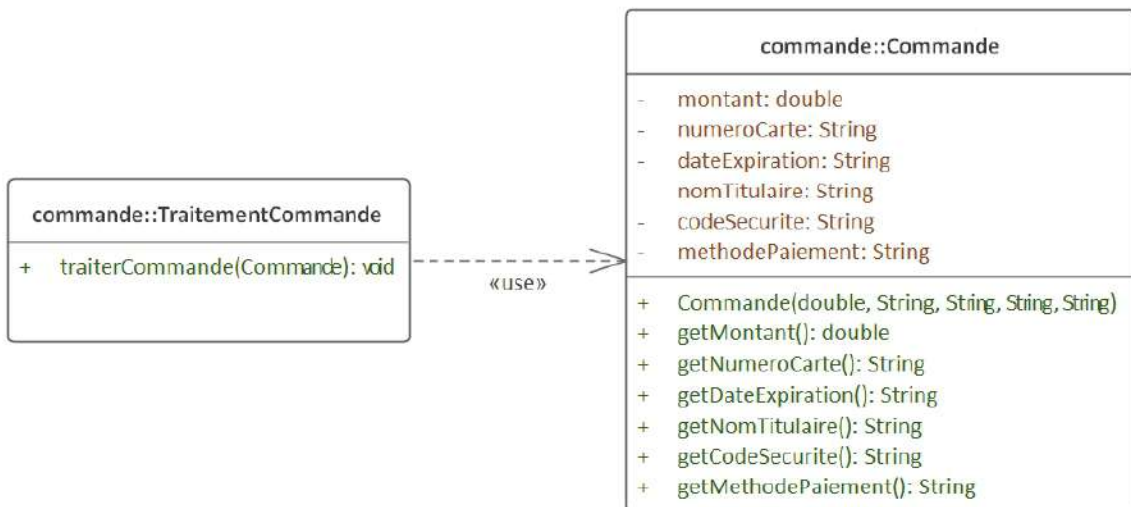 commande::TraitementCommande
+ traiterCommande(Commande): void
«use»
commande::Commande
- montant: double
- numeroCarte: String
- dateExpiration: String
nomTitulaire: String
- codeSecurite: String
- methodePaiement: String
+ Commande(double, String, String, String, String)
+ getMontant(): double
+ getNumeroCarte(): String
+ getDateExpiration(): String
+ getNomTitulaire(): String
+ getCodeSecurite(): String
+ getMethodePaiement(): String